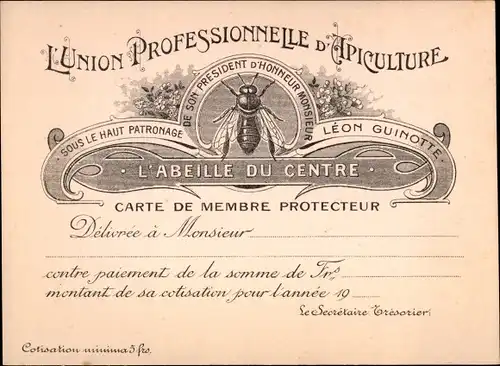 L'UNION PROFESSIONNELLE D'APICULTURE
SOUS LE HAUT PATRONAGE
DE SON PRÉSIDENT D'HONNEUR MONSIEUR
LÉON GUINOTTE
· L'ABEILLE DU CENTRE ·
CARTE DE MEMBRE PROTECTEUR
Délivrée à Monsieur
contre paiement de la somme de Frs
montant de sa cotisation pour l'année 19
Le Secrétaire Trésorier,
Cotisation minima 5 frs.